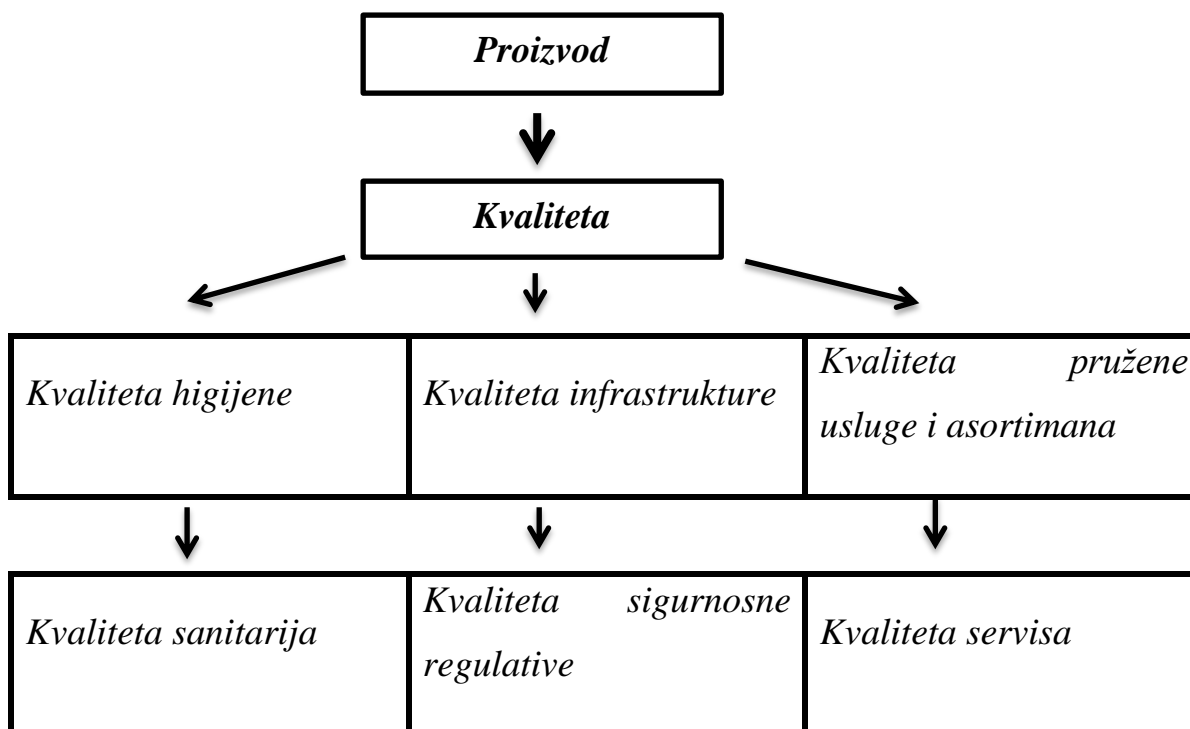 Proizvod
Kvaliteta
Kvaliteta higijene
Kvaliteta infrastrukture
Kvaliteta pružene
usluge i asortimana
Kvaliteta sanitarija
Kvaliteta sigurnosne
regulative
Kvaliteta servisa